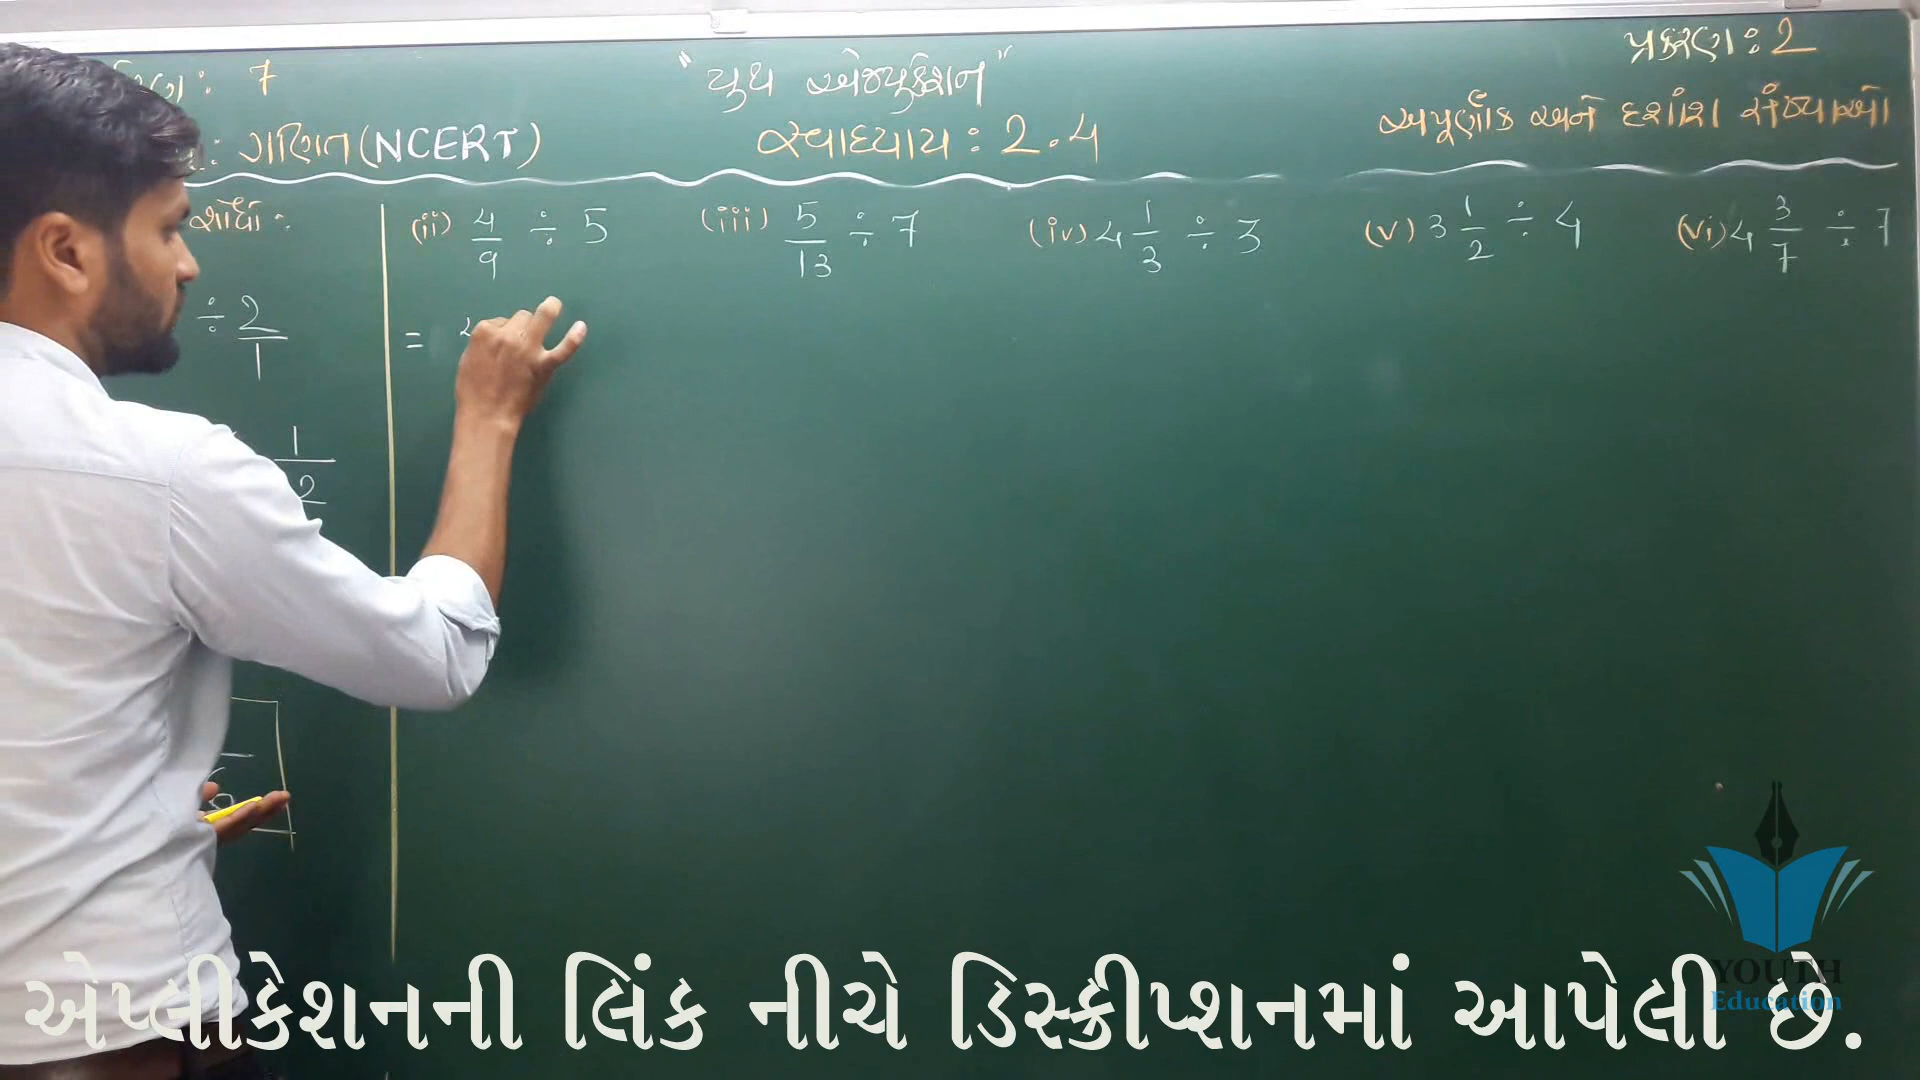 : 7
"યુથ એજ્યુકેશન"
પ્રકરણ : 2
: ગણિત (NCERT)
સ્વાધ્યાય : 2.4
અપૂર્ણાંક અને દશાંશ સંખ્યાઓ
શોધો :
(ii) 4/9 ÷ 5
(iii) 5/13 ÷ 7
(iv) 4 1/3 ÷ 3
(v) 3 1/2 ÷ 4
(vi) 4 3/7 ÷ 7
÷ 2/1
=
1/2
YOUTH
Education
એપ્લીકેશનની લિંક નીચે ડિસ્ક્રીપ્શનમાં આપેલી છે.